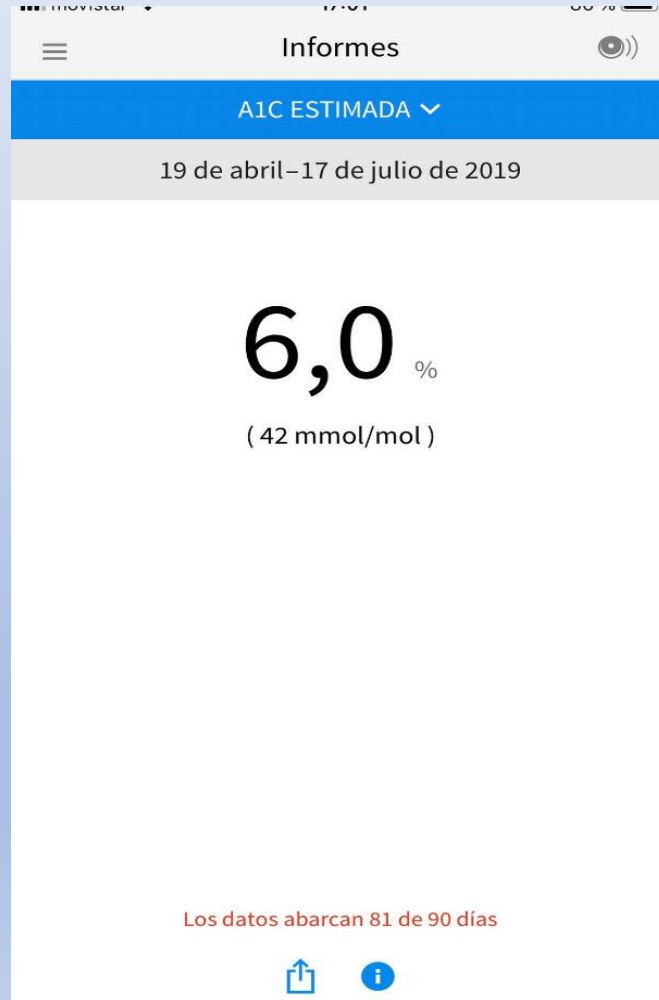 Informes
A1C ESTIMADA
19 de abril–17 de julio de 2019
6,0 %
( 42 mmol/mol )
Los datos abarcan 81 de 90 días